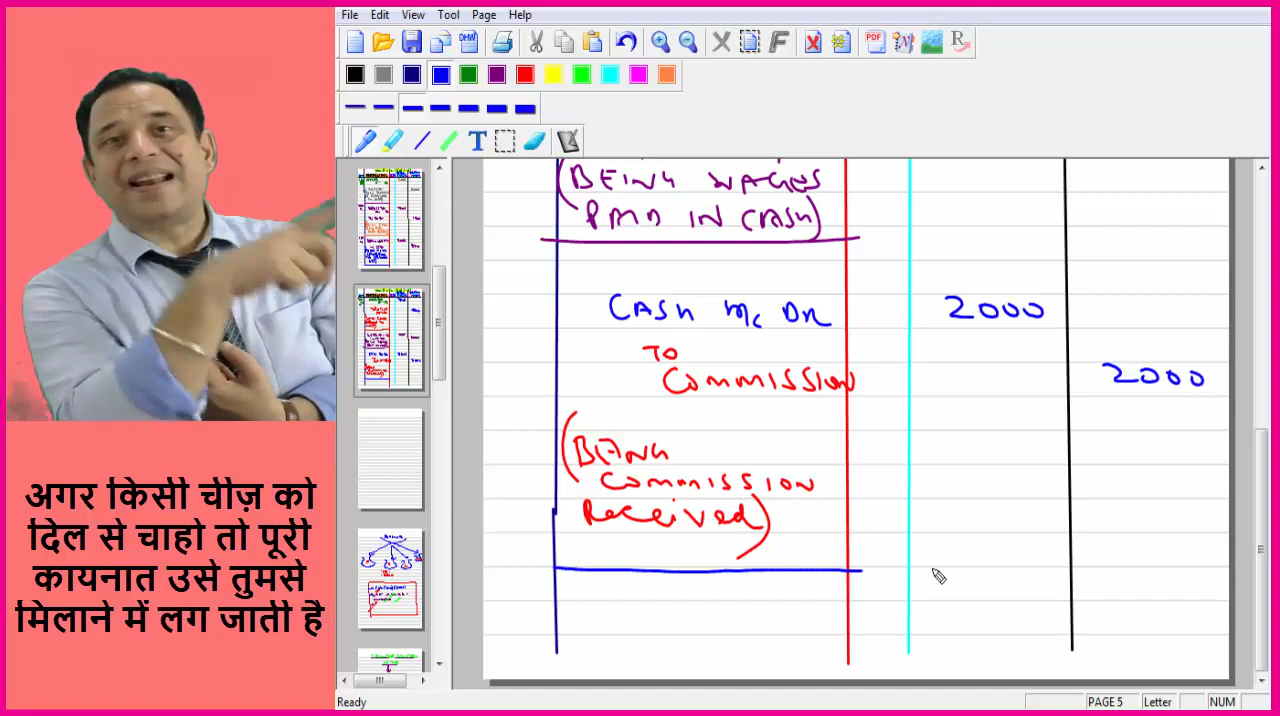 File Edit View Tool Page Help
(BEING WAGES
PAID IN CASH)
CASH A/c DR 2000
TO
COMMISSION 2000
(BEING
COMMISSION
Received)
अगर किसी चीज़ को
दिल से चाहो तो पूरी
कायनात उसे तुमसे
मिलाने में लग जाती है
Ready PAGE 5 Letter NUM